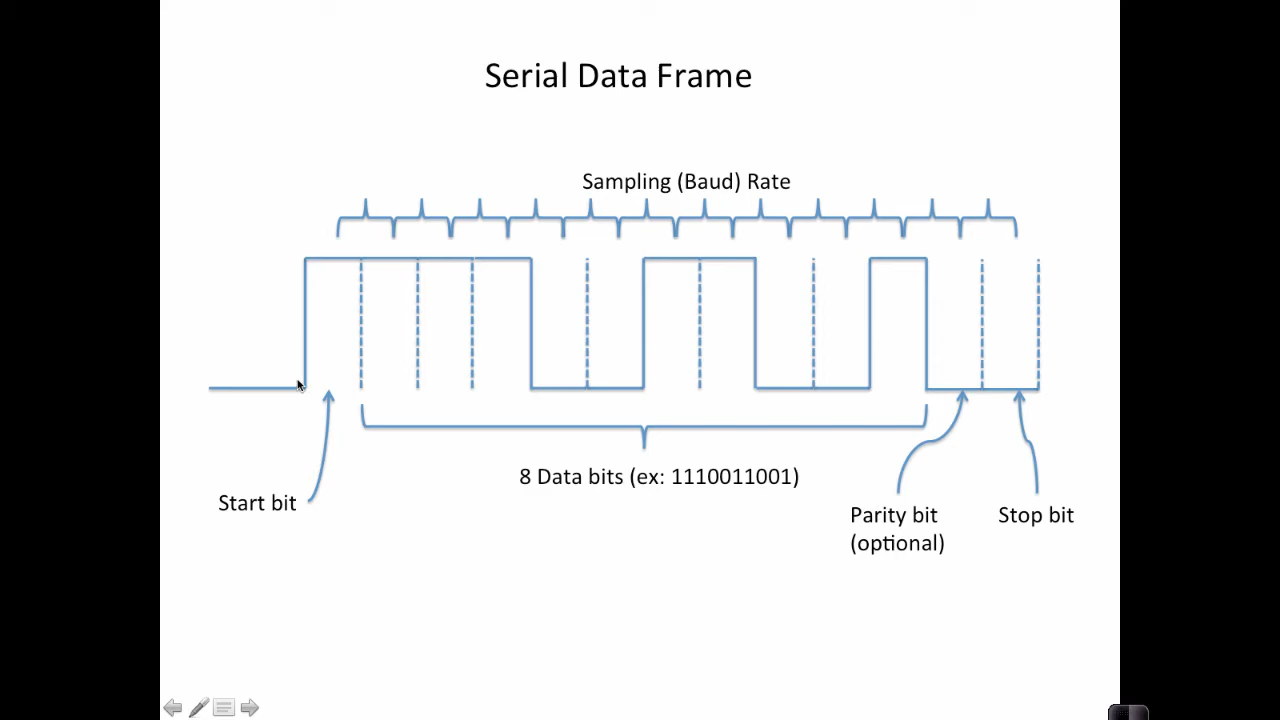 Serial Data Frame
Sampling (Baud) Rate
8 Data bits (ex: 1110011001)
Start bit
Parity bit
(optional)
Stop bit